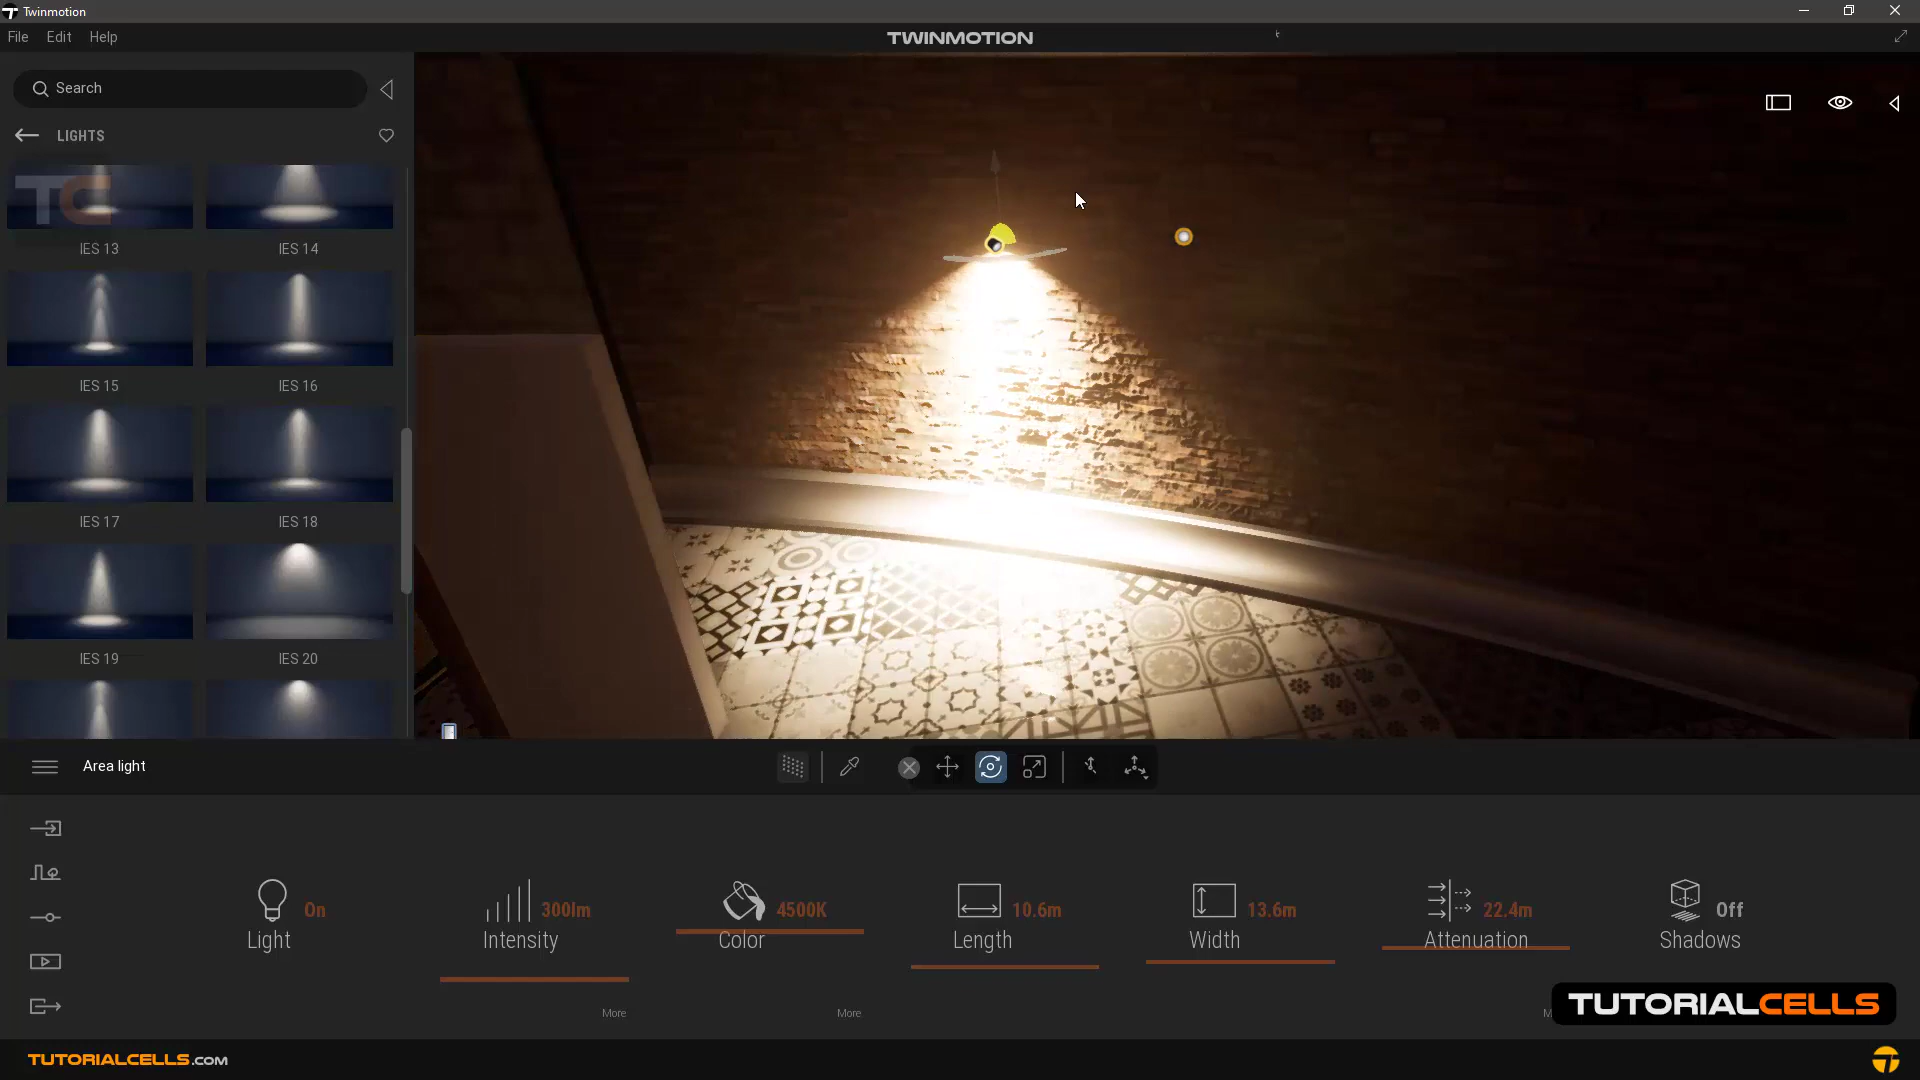 Twinmotion
File Edit Help
TWINMOTION
Search
LIGHTS
TC
IES 13 IES 14
IES 15 IES 16
IES 17 IES 18
IES 19 IES 20
Area light
On 300lm 4500K 10.6m 13.6m 22.4m Off
Light Intensity Color Length Width Attenuation Shadows
More More
TUTORIALCELLS
TUTORIALCELLS.COM